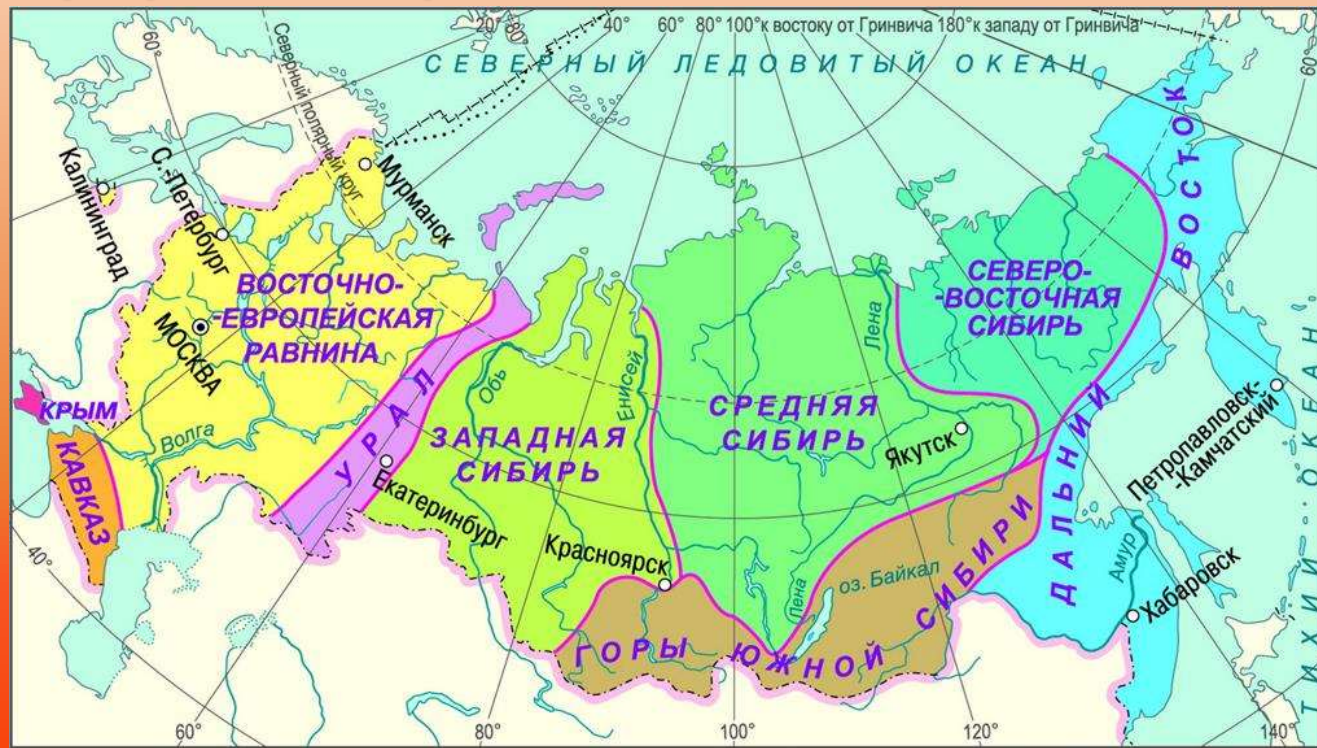 20° 80° 40° 60° 80° 100° к востоку от Гринвича 180° к западу от Гринвича
60°
60°
СЕВЕРНЫЙ ЛЕДОВИТЫЙ ОКЕАН
Северный полярный круг
Калининград
С.-Петербург
Мурманск
МОСКВА
ВОСТОЧНО-
-ЕВРОПЕЙСКАЯ
РАВНИНА
КРЫМ
КАВКАЗ
Волга
УРАЛ
Екатеринбург
Обь
ЗАПАДНАЯ
СИБИРЬ
Енисей
Красноярск
СРЕДНЯЯ
СИБИРЬ
Лена
Якутск
Лена
оз. Байкал
ГОРЫ ЮЖНОЙ СИБИРИ
СЕВЕРО-
-ВОСТОЧНАЯ
СИБИРЬ
ДАЛЬНИЙ ВОСТОК
Петропавловск-
-Камчатский
Амур
Хабаровск
ТИХИЙ ОКЕАН
40°
60° 80° 100° 120° 140°